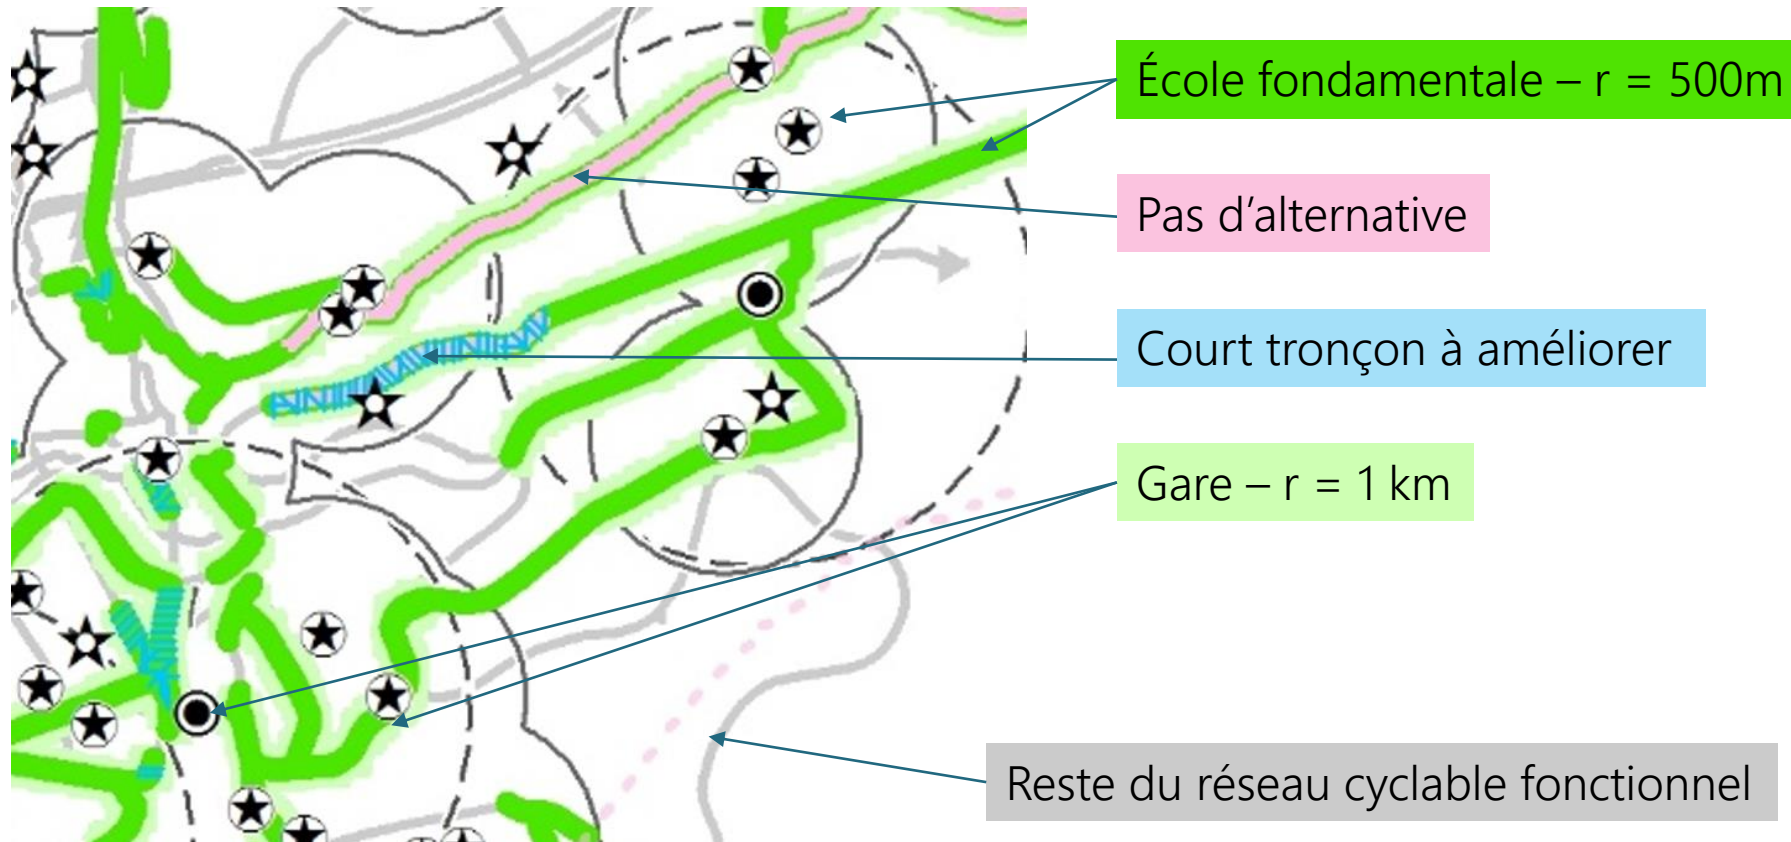 École fondamentale – r = 500m
Pas d’alternative
Court tronçon à améliorer
Gare – r = 1 km
Reste du réseau cyclable fonctionnel